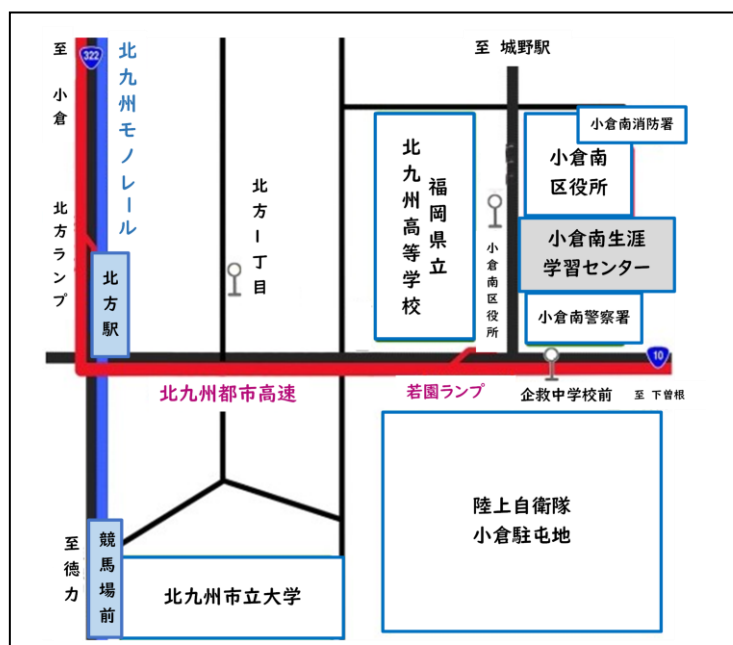 至 小倉
322
北九州モノレール
至 城野駅
小倉南消防署
小倉南
区役所
福岡県立
北九州高等学校
北方1丁目
小倉南区役所
北方ランプ
小倉南生涯
学習センター
北方駅
小倉南警察署
10
北九州都市高速
若園ランプ
企救中学校前
至 下曽根
陸上自衛隊
小倉駐屯地
至徳力
競馬場前
北九州市立大学